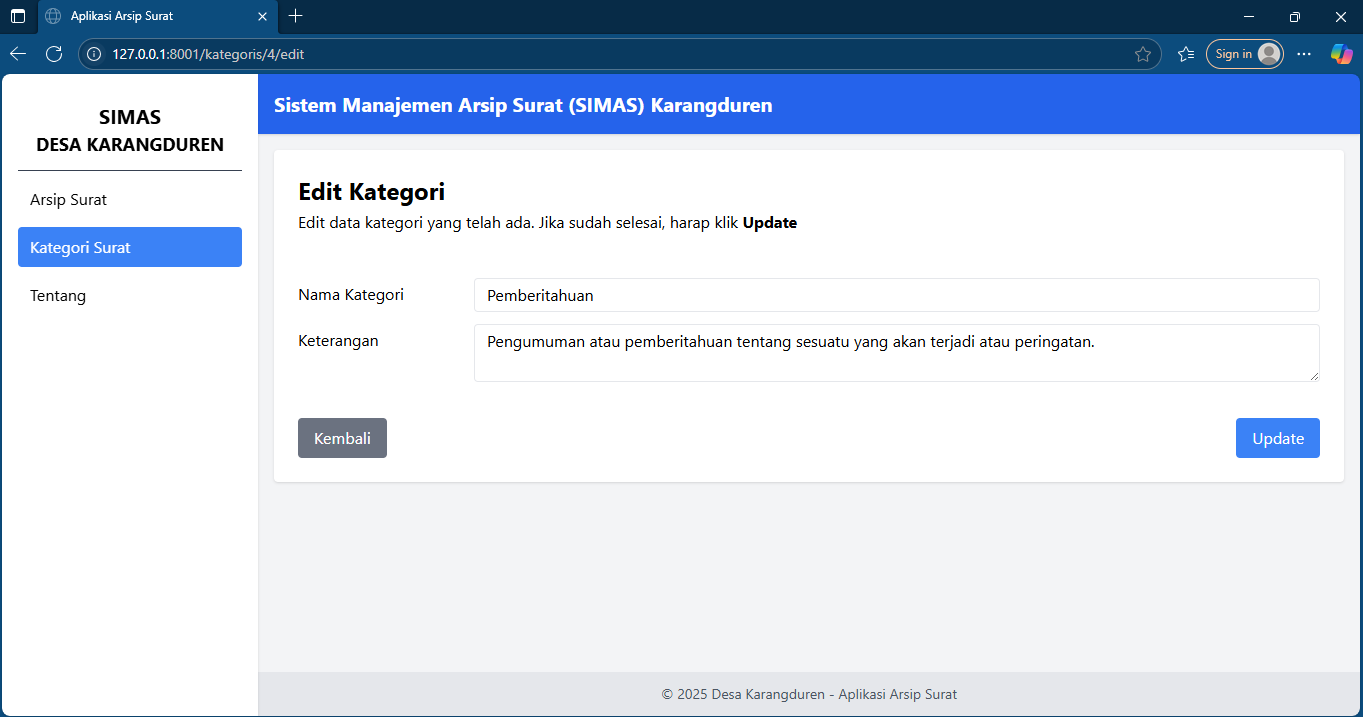 Aplikasi Arsip Surat
127.0.0.1:8001/kategoris/4/edit
Sign in
SIMAS
DESA KARANGDUREN
Arsip Surat
Kategori Surat
Tentang
Sistem Manajemen Arsip Surat (SIMAS) Karangduren
Edit Kategori
Edit data kategori yang telah ada. Jika sudah selesai, harap klik Update
Nama Kategori
Pemberitahuan
Keterangan
Pengumuman atau pemberitahuan tentang sesuatu yang akan terjadi atau peringatan.
Kembali
Update
© 2025 Desa Karangduren - Aplikasi Arsip Surat